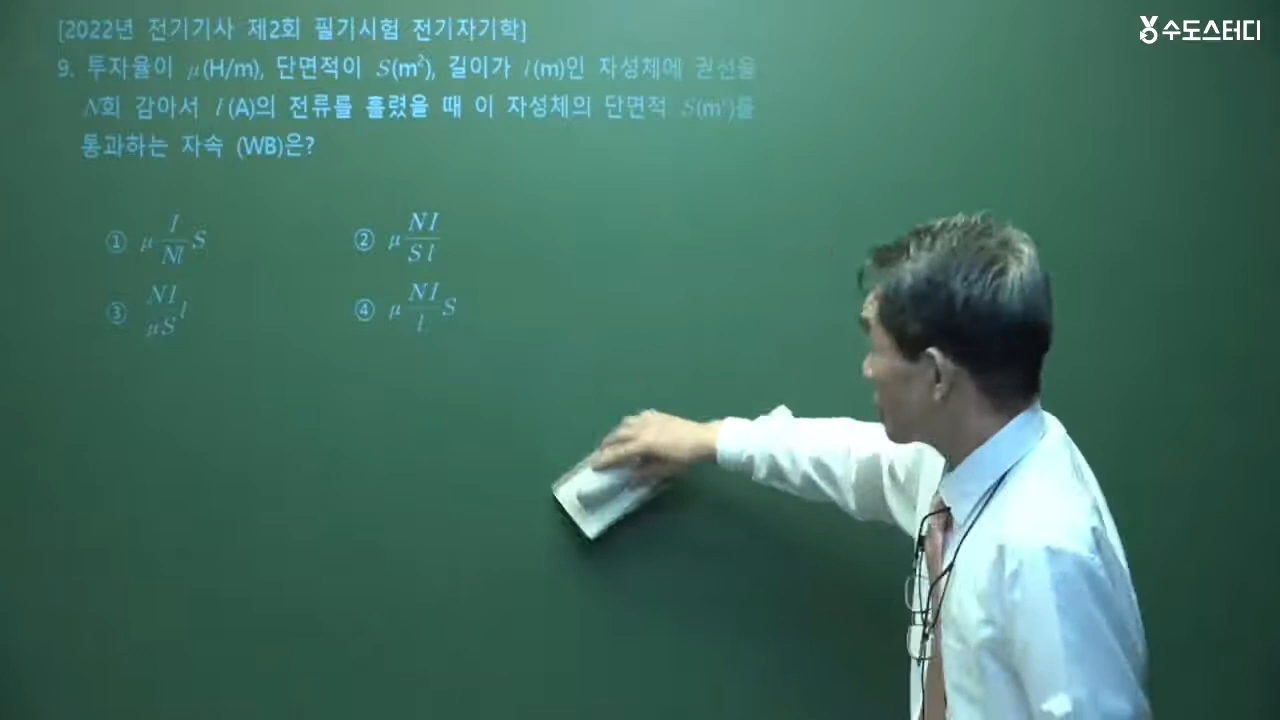 [2022년 전기기사 제2회 필기시험 전기자기학]
수도스터디
9. 투자율이 μ(H/m), 단면적이 S(m²), 길이가 l(m)인 자성체에 권선을
N회 감아서 I(A)의 전류를 흘렸을 때 이 자성체의 단면적 S(m²)를
통과하는 자속 (WB)은?
① μ I/Nl S ② μ NI/Sl
③ NI/μS l ④ μ NI/l S